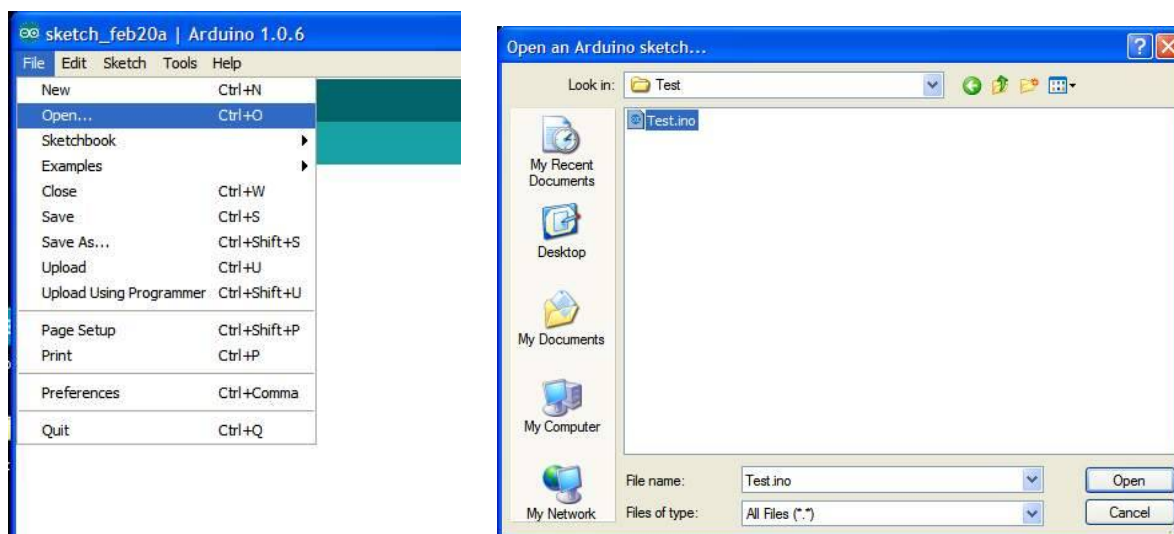 sketch_feb20a | Arduino 1.0.6
File Edit Sketch Tools Help
New Ctrl+N
Open... Ctrl+O
Sketchbook
Examples
Close Ctrl+W
Save Ctrl+S
Save As... Ctrl+Shift+S
Upload Ctrl+U
Upload Using Programmer Ctrl+Shift+U
Page Setup Ctrl+Shift+P
Print Ctrl+P
Preferences Ctrl+Comma
Quit Ctrl+Q
Open an Arduino sketch...
Look in: Test
Test.ino
My Recent
Documents
Desktop
My Documents
My Computer
My Network
File name: Test.ino Open
Files of type: All Files (*.*) Cancel